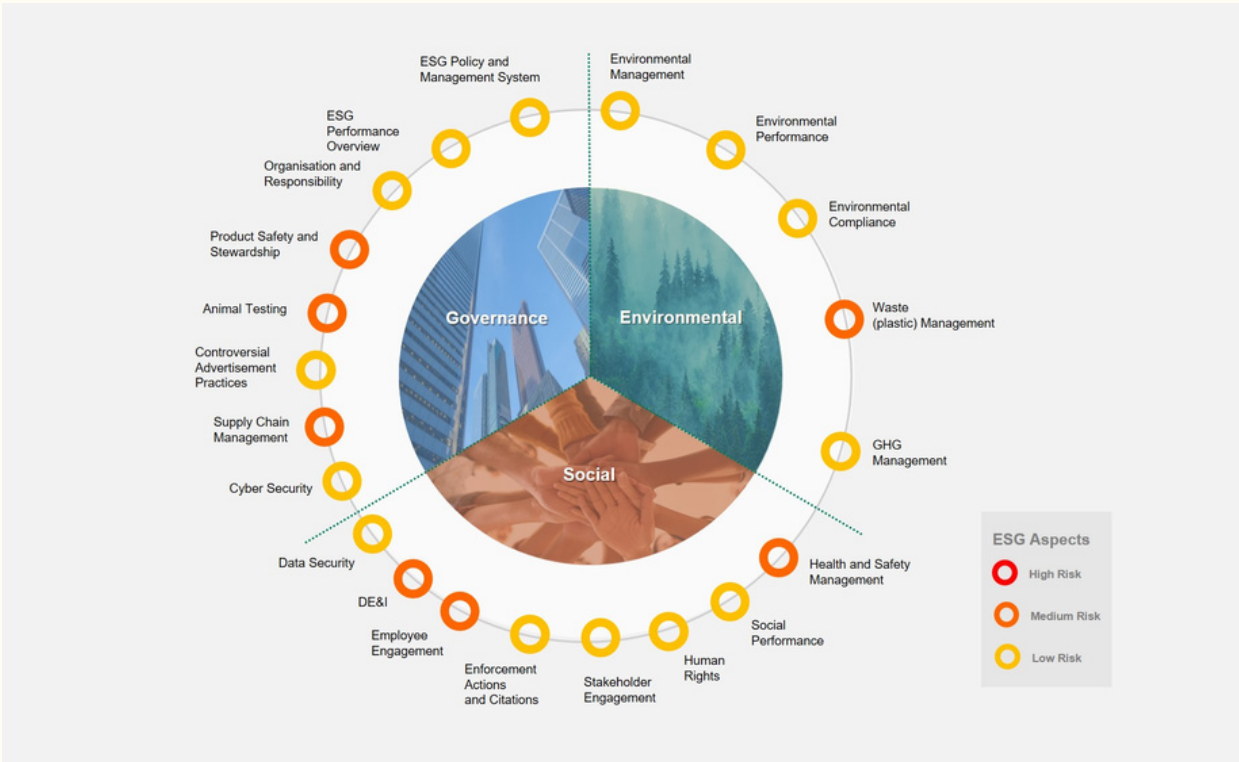 ESG Policy and
Management System
Environmental
Management
ESG
Performance
Overview
Environmental
Performance
Organisation and
Responsibility
Environmental
Compliance
Product Safety and
Stewardship
Animal Testing
Waste
(plastic) Management
Governance
Environmental
Controversial
Advertisement
Practices
Supply Chain
Management
GHG
Management
Social
Cyber Security
Data Security
Health and Safety
Management
DE&I
Employee
Engagement
Social
Performance
Enforcement
Actions
and Citations
Stakeholder
Engagement
Human
Rights
ESG Aspects
High Risk
Medium Risk
Low Risk